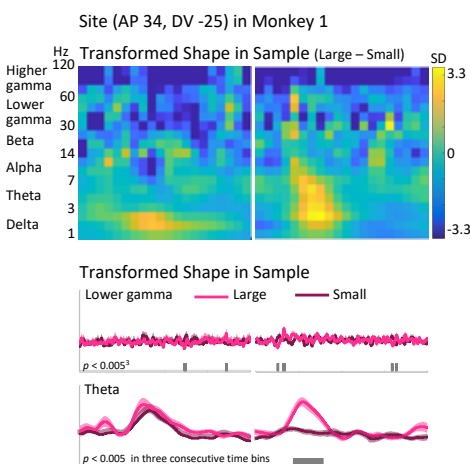 Site (AP 34, DV -25) in Monkey 1
Hz Transformed Shape in Sample (Large – Small) SD
120
Higher gamma
60
Lower gamma
30
Beta
14
Alpha
7
Theta
3
Delta
1
3.3
0
-3.3
Transformed Shape in Sample
Lower gamma Large Small
p < 0.005³
Theta
p < 0.005 in three consecutive time bins